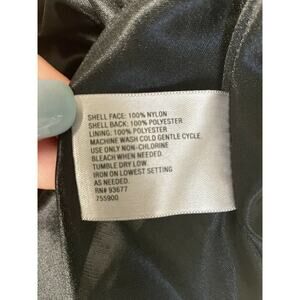 SHELL FACE: 100% NYLON
SHELL BACK: 100% POLYESTER
LINING: 100% POLYESTER
MACHINE WASH COLD GENTLE CYCLE.
USE ONLY NON-CHLORINE
BLEACH WHEN NEEDED.
TUMBLE DRY LOW.
IRON ON LOWEST SETTING
AS NEEDED.
RN# 93677
755900